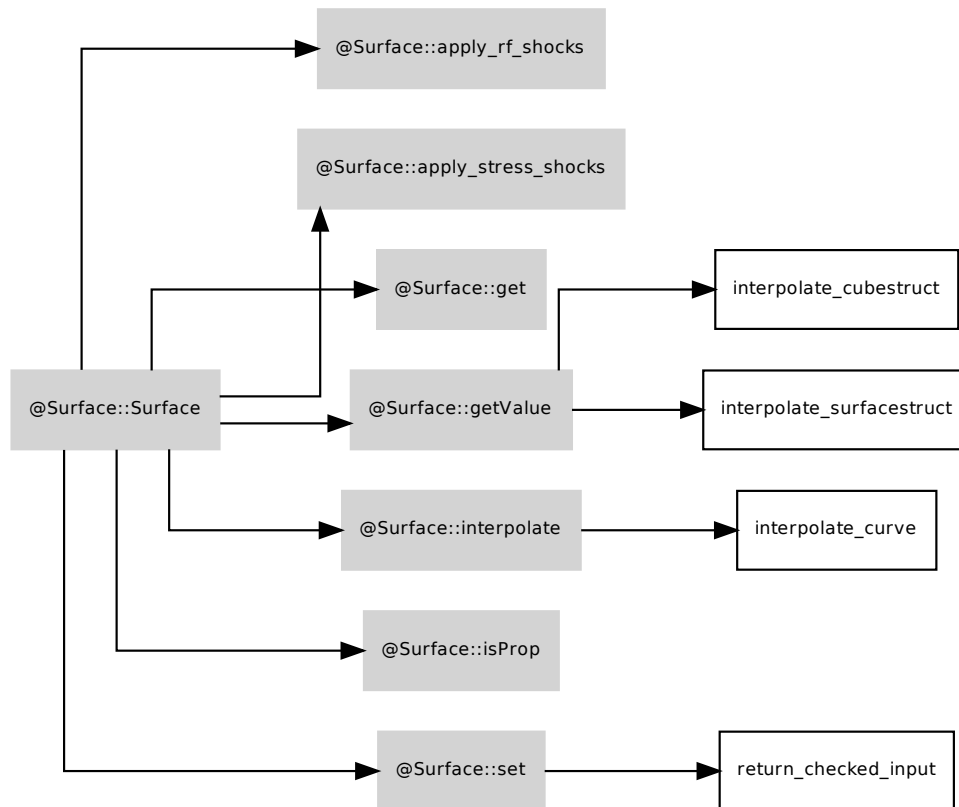 @Surface::apply_rf_shocks
@Surface::apply_stress_shocks
@Surface::get
interpolate_cubestruct
@Surface::Surface
@Surface::getValue
interpolate_surfacestruct
@Surface::interpolate
interpolate_curve
@Surface::isProp
@Surface::set
return_checked_input